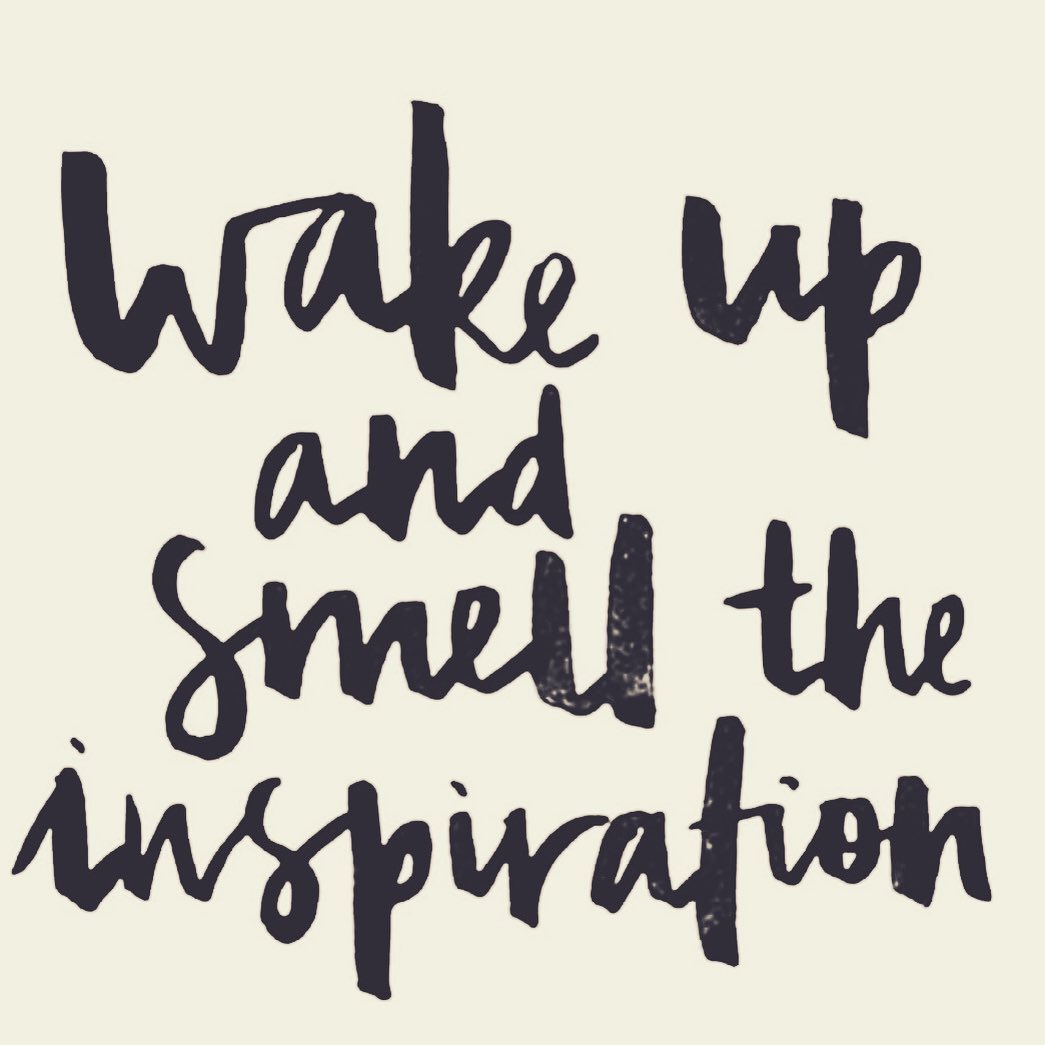 wake up
and
smell the
inspiration